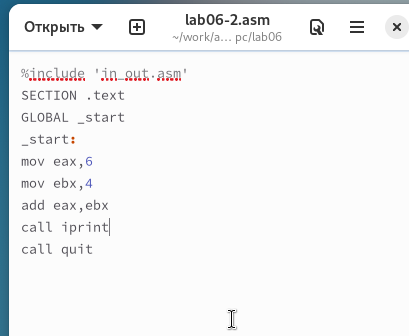 Открыть
lab06-2.asm
~/work/a... pc/lab06
%include 'in_out.asm'
SECTION .text
GLOBAL _start
_start:
mov eax,6
mov ebx,4
add eax,ebx
call iprint
call quit